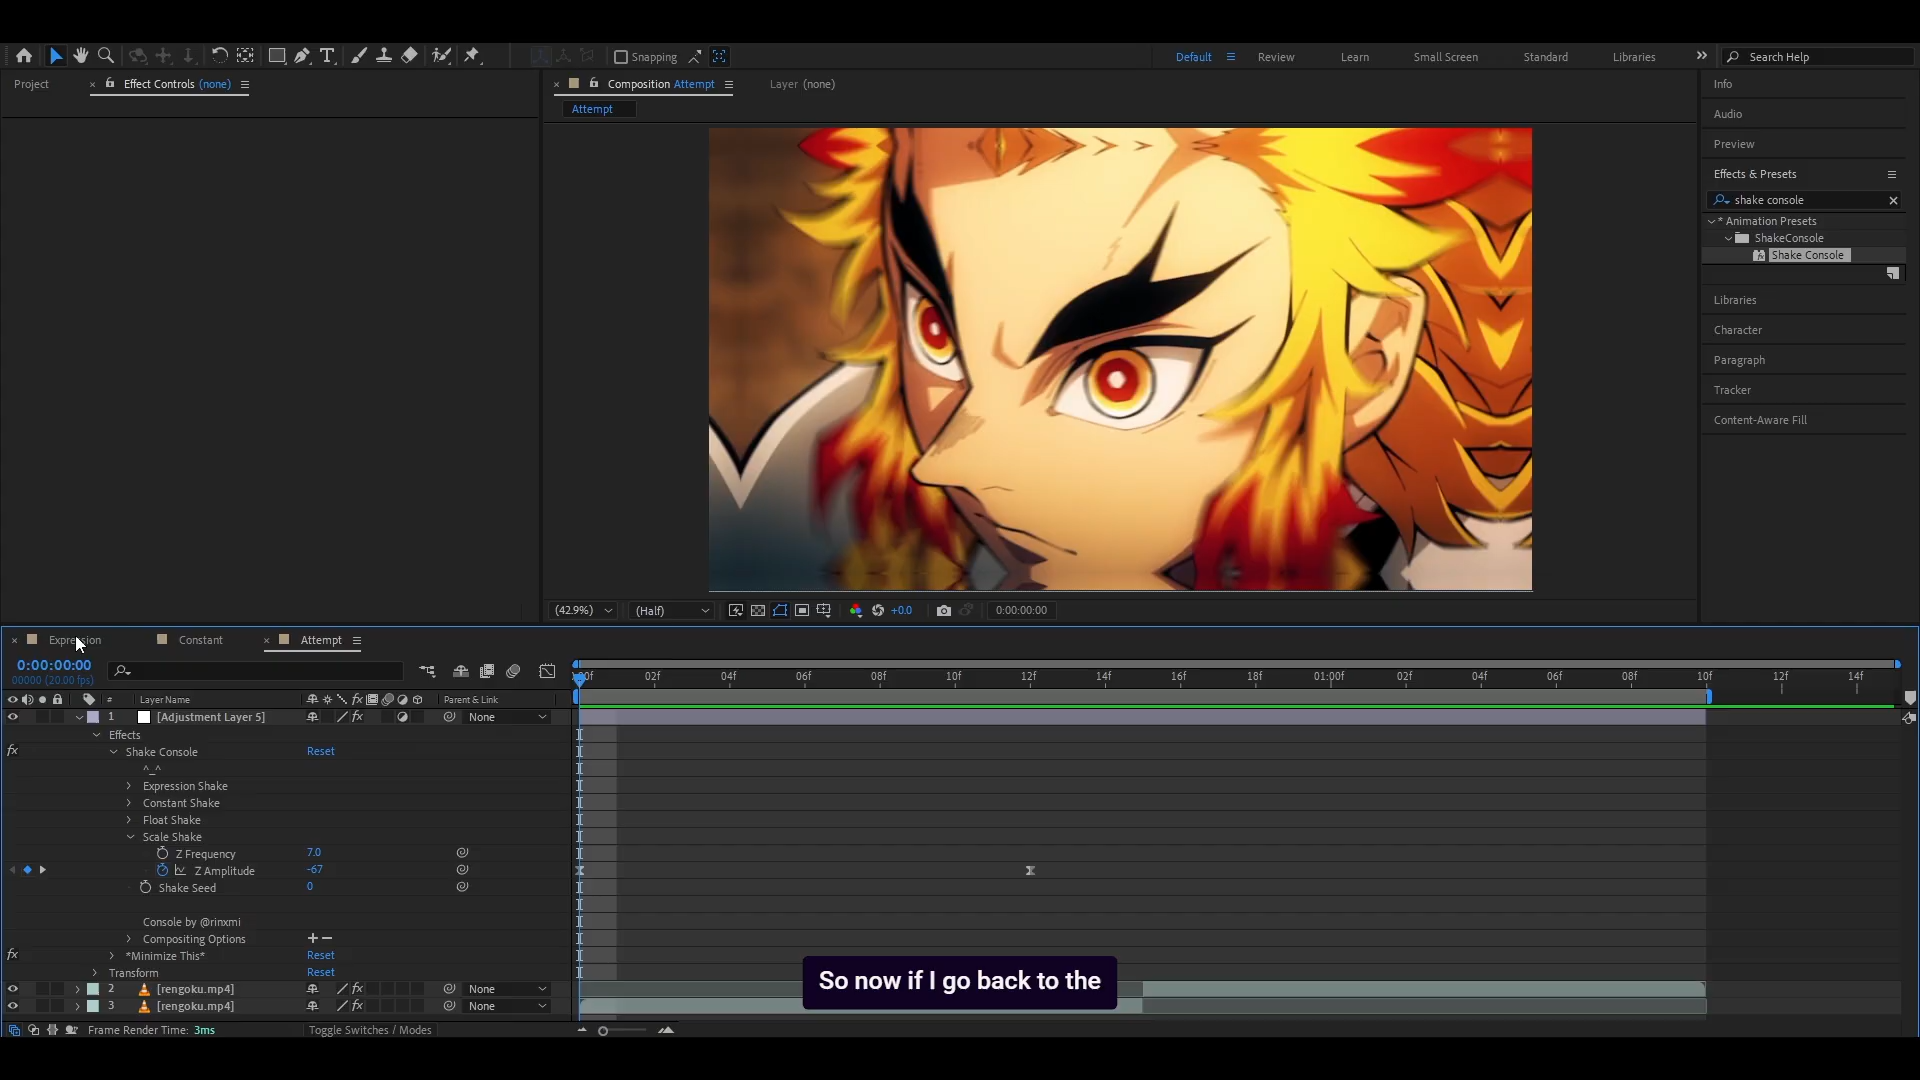 Snapping
Default
Review
Learn
Small Screen
Standard
Libraries
Search Help
Project
Effect Controls (none)
Composition Attempt
Layer (none)
Attempt
Info
Audio
Preview
Effects & Presets
shake console
* Animation Presets
ShakeConsole
Shake Console
Libraries
Character
Paragraph
Tracker
Content-Aware Fill
(42.9%)
(Half)
+0.0
0:00:00:00
Expression
Constant
Attempt
0:00:00:00
00000 (20.00 fps)
:00f 02f 04f 06f 08f 10f 12f 14f 16f 18f 01:00f 02f 04f 06f 08f 10f 12f 14f
# Layer Name Parent & Link
1 [Adjustment Layer 5] None
Effects
Shake Console Reset
^_^
Expression Shake
Constant Shake
Float Shake
Scale Shake
Z Frequency 7.0
Z Amplitude -67
Shake Seed 0
Console by @rinxmi
Compositing Options + −
*Minimize This* Reset
Transform Reset
2 [rengoku.mp4] None
3 [rengoku.mp4] None
Frame Render Time: 3ms
Toggle Switches / Modes
So now if I go back to the